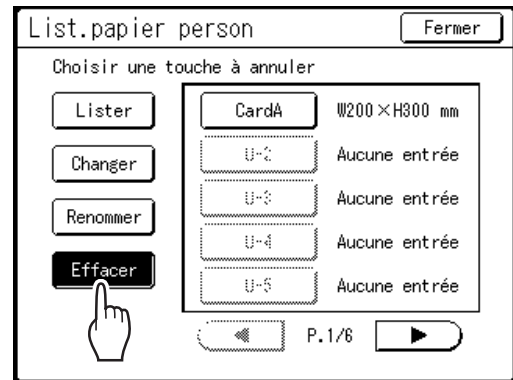 List.papier person Fermer
Choisir une touche à annuler
Lister CardA W200×H300 mm
Changer U-2 Aucune entrée
U-3 Aucune entrée
Renommer
U-4 Aucune entrée
Effacer
U-5 Aucune entrée
◀ P.1/6 ▶